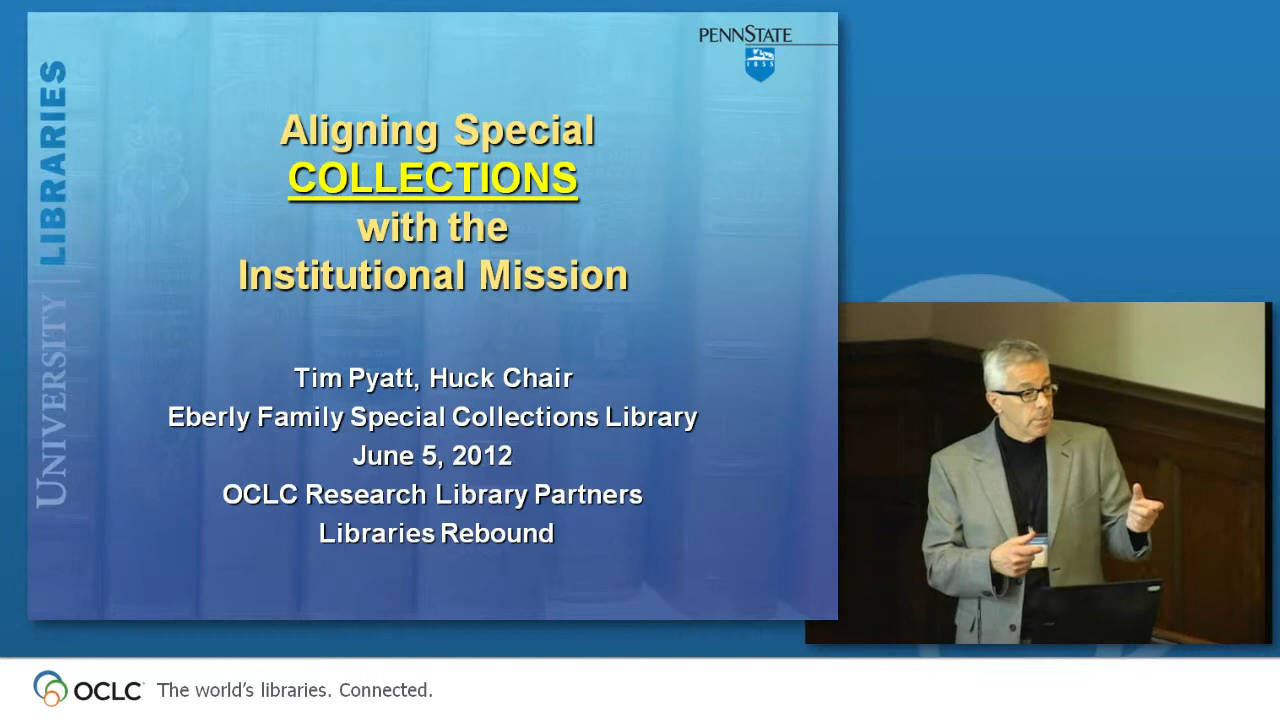 PENNSTATE
1855
UNIVERSITY LIBRARIES
Aligning Special
COLLECTIONS
with the
Institutional Mission
Tim Pyatt, Huck Chair
Eberly Family Special Collections Library
June 5, 2012
OCLC Research Library Partners
Libraries Rebound
OCLC The world's libraries. Connected.